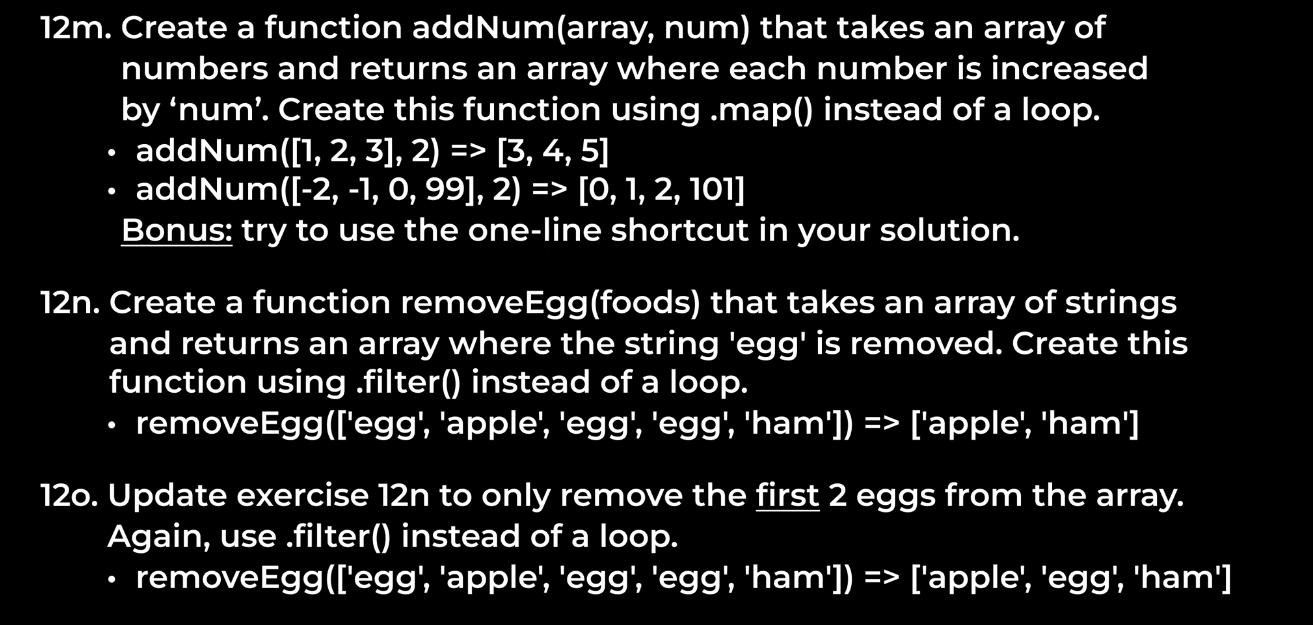 12m. Create a function addNum(array, num) that takes an array of
numbers and returns an array where each number is increased
by ‘num’. Create this function using .map() instead of a loop.
• addNum([1, 2, 3], 2) => [3, 4, 5]
• addNum([-2, -1, 0, 99], 2) => [0, 1, 2, 101]
Bonus: try to use the one-line shortcut in your solution.
12n. Create a function removeEgg(foods) that takes an array of strings
and returns an array where the string 'egg' is removed. Create this
function using .filter() instead of a loop.
• removeEgg(['egg', 'apple', 'egg', 'egg', 'ham']) => ['apple', 'ham']
12o. Update exercise 12n to only remove the first 2 eggs from the array.
Again, use .filter() instead of a loop.
• removeEgg(['egg', 'apple', 'egg', 'egg', 'ham']) => ['apple', 'egg', 'ham']